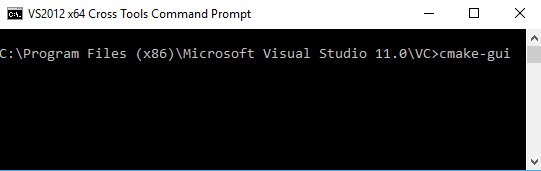 VS2012 x64 Cross Tools Command Prompt
C:\Program Files (x86)\Microsoft Visual Studio 11.0\VC>cmake-gui